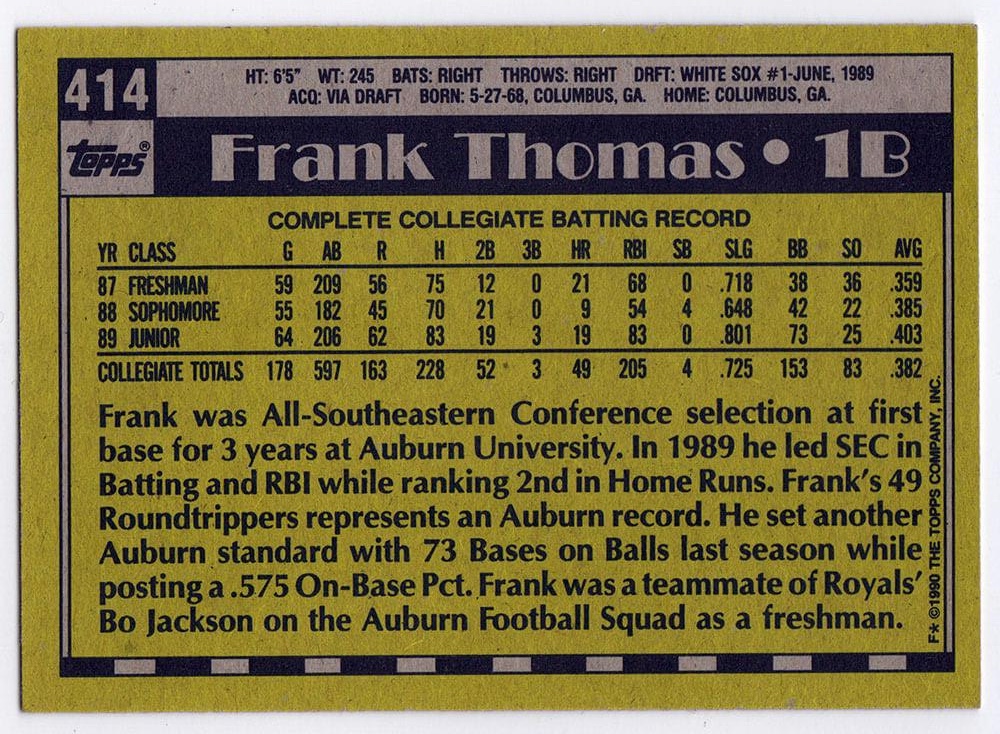 414
HT: 6'5" WT: 245 BATS: RIGHT THROWS: RIGHT DRFT: WHITE SOX #1-JUNE, 1989
ACQ: VIA DRAFT BORN: 5-27-68, COLUMBUS, GA. HOME: COLUMBUS, GA.
TOPPS®
Frank Thomas • 1B
COMPLETE COLLEGIATE BATTING RECORD
YR CLASS G AB R H 2B 3B HR RBI SB SLG BB SO AVG
87 FRESHMAN 59 209 56 75 12 0 21 68 0 .718 38 36 .359
88 SOPHOMORE 55 182 45 70 21 0 9 54 4 .648 42 22 .385
89 JUNIOR 64 206 62 83 19 3 19 83 0 .801 73 25 .403
COLLEGIATE TOTALS 178 597 163 228 52 3 49 205 4 .725 153 83 .382
Frank was All-Southeastern Conference selection at first
base for 3 years at Auburn University. In 1989 he led SEC in
Batting and RBI while ranking 2nd in Home Runs. Frank's 49
Roundtrippers represents an Auburn record. He set another
Auburn standard with 73 Bases on Balls last season while
posting a .575 On-Base Pct. Frank was a teammate of Royals'
Bo Jackson on the Auburn Football Squad as a freshman.
F★ ©1990 THE TOPPS COMPANY, INC.